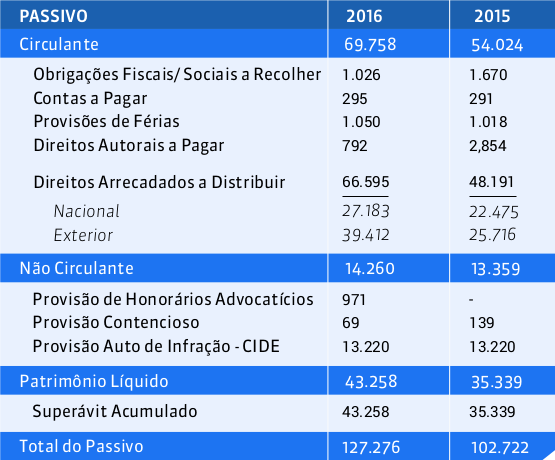 PASSIVO 2016 2015
Circulante 69.758 54.024
Obrigações Fiscais/ Sociais a Recolher 1.026 1.670
Contas a Pagar 295 291
Provisões de Férias 1.050 1.018
Direitos Autorais a Pagar 792 2,854
Direitos Arrecadados a Distribuir 66.595 48.191
Nacional 27.183 22.475
Exterior 39.412 25.716
Não Circulante 14.260 13.359
Provisão de Honorários Advocatícios 971 -
Provisão Contencioso 69 139
Provisão Auto de Infração - CIDE 13.220 13.220
Patrimônio Líquido 43.258 35.339
Superávit Acumulado 43.258 35.339
Total do Passivo 127.276 102.722